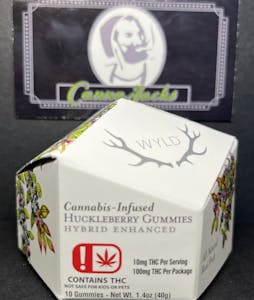 Canna Jacks
WYLD
Cannabis-Infused
HUCKLEBERRY GUMMIES
HYBRID ENHANCED
!
10mg THC Per Serving
100mg THC Per Package
CONTAINS THC
NOT SAFE FOR KIDS OR PETS
10 Gummies - Net WT. 1.4oz (40g)